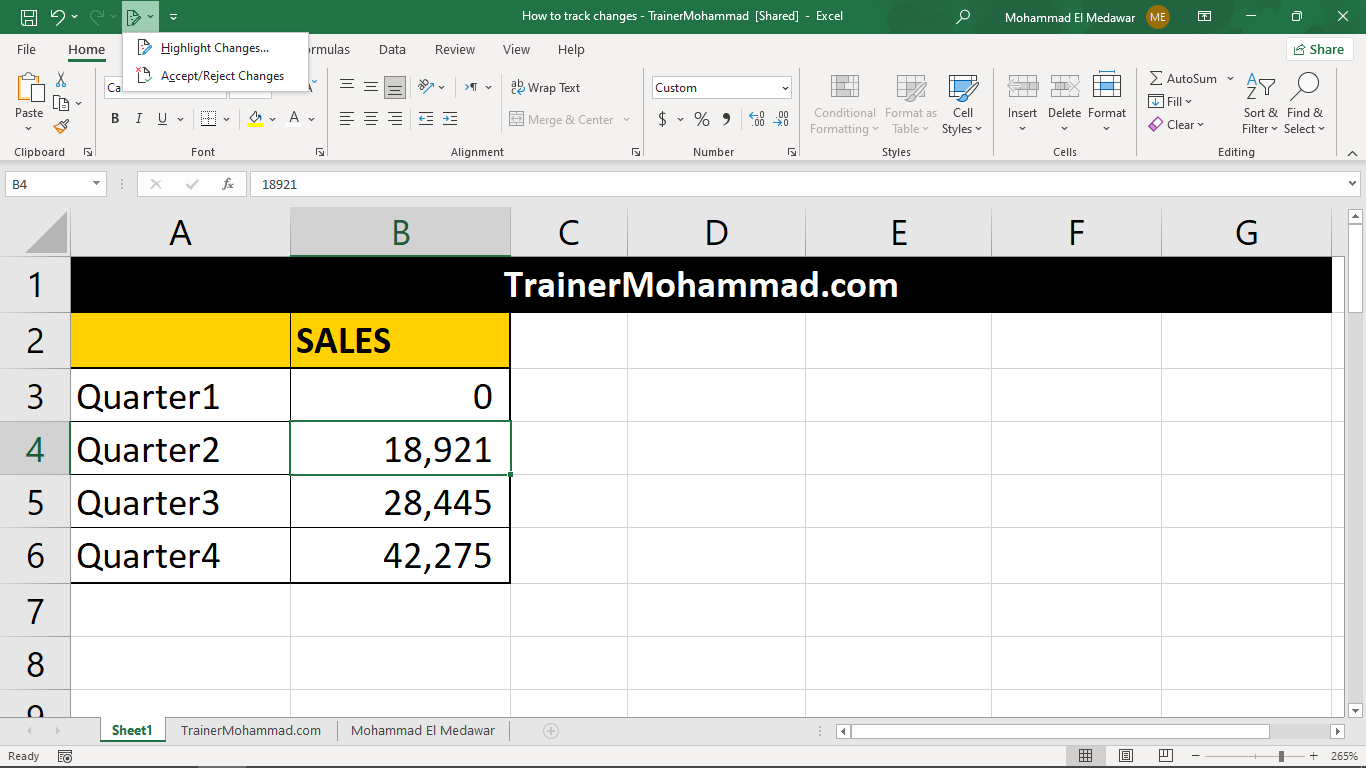 How to track changes - TrainerMohammad [Shared] - Excel
Mohammad El Medawar
ME
File
Home
ormulas
Data
Review
View
Help
Share
Highlight Changes...
Accept/Reject Changes
Paste
Clipboard
Ca
A
B I U
A
Font
ab Wrap Text
Merge & Center
Alignment
Custom
$ % 9
Number
Conditional Formatting
Format as Table
Cell Styles
Styles
Insert
Delete
Format
Cells
AutoSum
Fill
Clear
Sort & Filter
Find & Select
Editing
B4
fx
18921
A B C D E F G
1 TrainerMohammad.com
2 SALES
3 Quarter1 0
4 Quarter2 18,921
5 Quarter3 28,445
6 Quarter4 42,275
7
8
9
Sheet1
TrainerMohammad.com
Mohammad El Medawar
Ready
265%